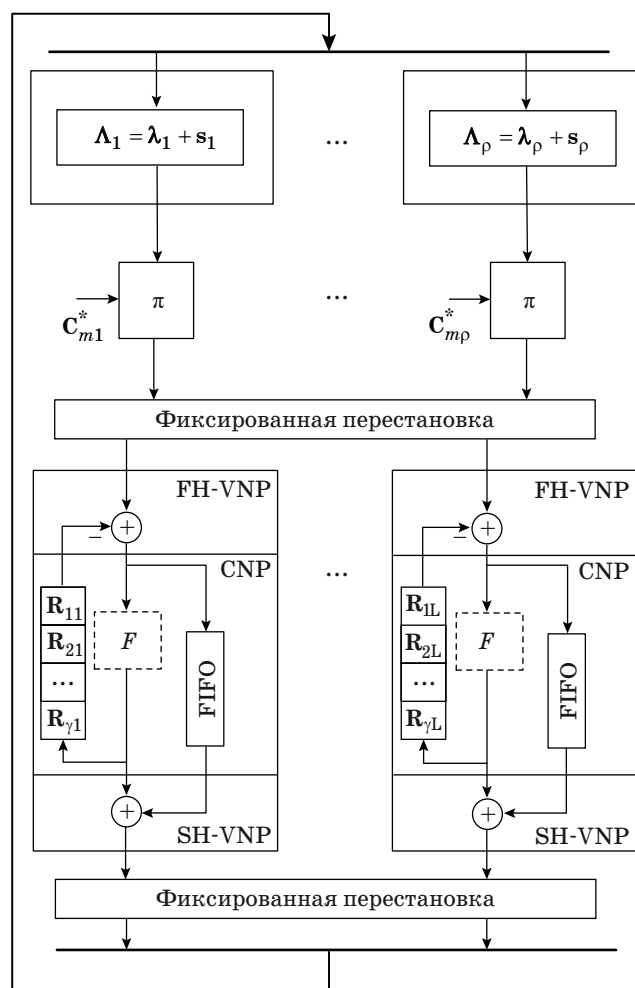 Λ₁ = λ₁ + s₁ ... Λρ = λρ + sρ
π ... π
C*m1 C*mρ
Фиксированная перестановка
FH-VNP FH-VNP
+ +
− −
CNP ... CNP
R11 R1L
R21 F R2L F
... ...
FIFO FIFO
Rγ1 RγL
+ +
SH-VNP SH-VNP
Фиксированная перестановка